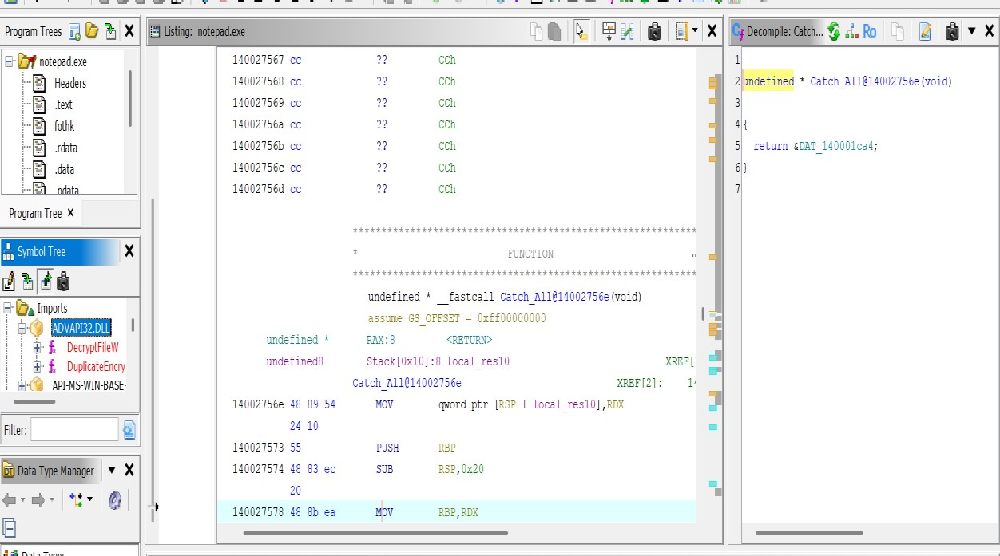 Program Trees
notepad.exe
Headers
.text
fothk
.rdata
.data
Program Tree
Symbol Tree
Imports
ADVAPI32.DLL
DecryptFileW
DuplicateEncry
API-MS-WIN-BASE-
Filter:
Data Type Manager
Listing: notepad.exe
140027567 cc ?? CCh
140027568 cc ?? CCh
140027569 cc ?? CCh
14002756a cc ?? CCh
14002756b cc ?? CCh
14002756c cc ?? CCh
14002756d cc ?? CCh
* FUNCTION
undefined * __fastcall Catch_All@14002756e(void)
assume GS_OFFSET = 0xff00000000
undefined * RAX:8 <RETURN>
undefined8 Stack[0x10]:8 local_res10 XREF[
Catch_All@14002756e XREF[2]: 14
14002756e 48 89 54 MOV qword ptr [RSP + local_res10],RDX
24 10
140027573 55 PUSH RBP
140027574 48 83 ec SUB RSP,0x20
20
140027578 48 8b ea MOV RBP,RDX
Decompile: Catch...
Ro
1
2 undefined * Catch_All@14002756e(void)
3
4 {
5 return &DAT_140001ca4;
6 }
7